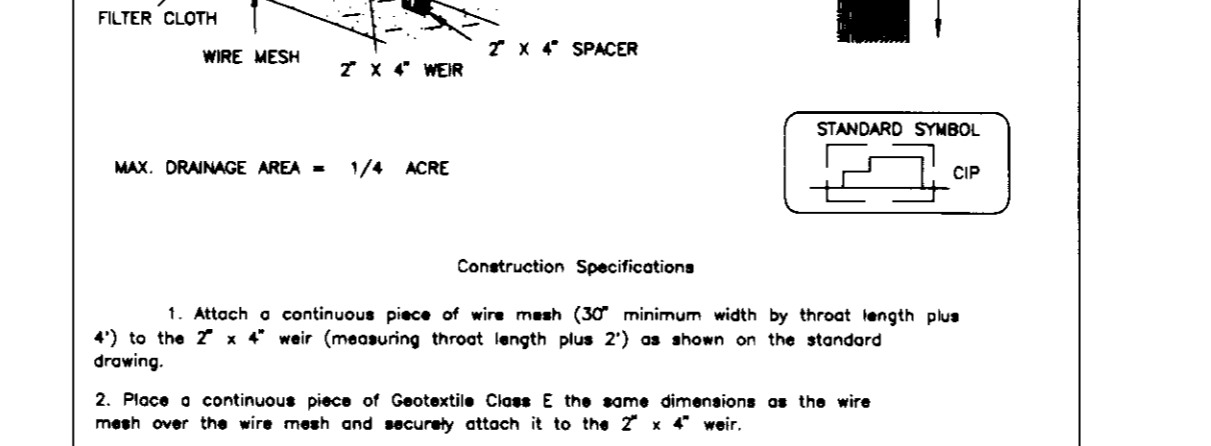 FILTER CLOTH
WIRE MESH
2" X 4" WEIR
2" X 4" SPACER
STANDARD SYMBOL
CIP
MAX. DRAINAGE AREA = 1/4 ACRE
Construction Specifications
1. Attach a continuous piece of wire mesh (30" minimum width by throat length plus
4') to the 2" x 4" weir (measuring throat length plus 2') as shown on the standard
drawing.
2. Place a continuous piece of Geotextile Class E the same dimensions as the wire
mesh over the wire mesh and securely attach it to the 2" x 4" weir.